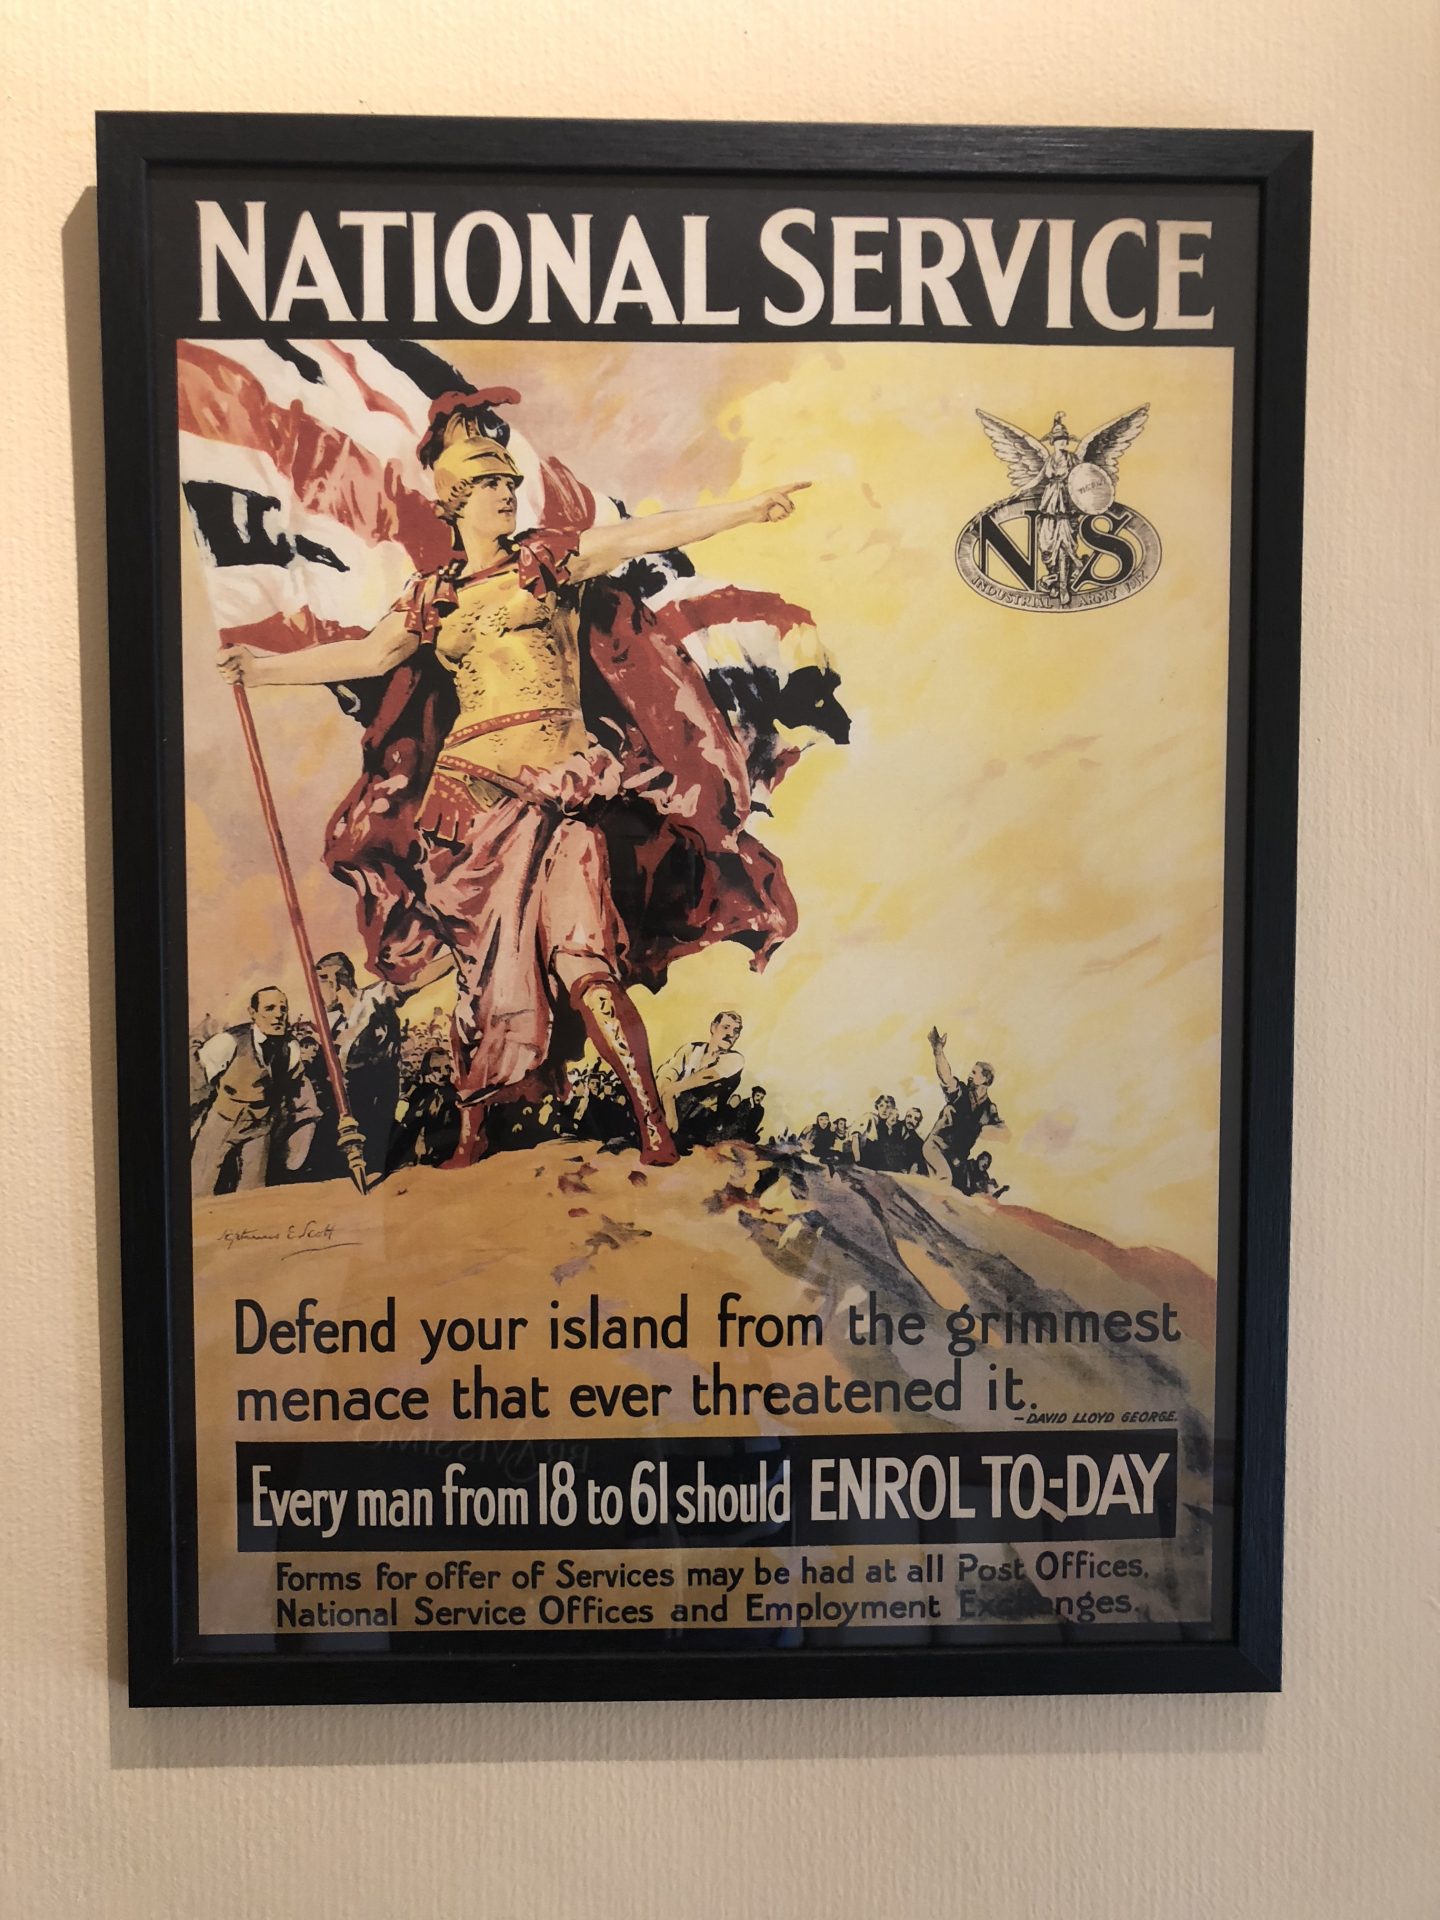 NATIONAL SERVICE
NS
INDUSTRIAL ARMY 1917
Septimus E. Scott
Defend your island from the grimmest
menace that ever threatened it.
—DAVID LLOYD GEORGE.
Every man from 18 to 61 should ENROL TO-DAY
Forms for offer of Services may be had at all Post Offices,
National Service Offices and Employment Exchanges.